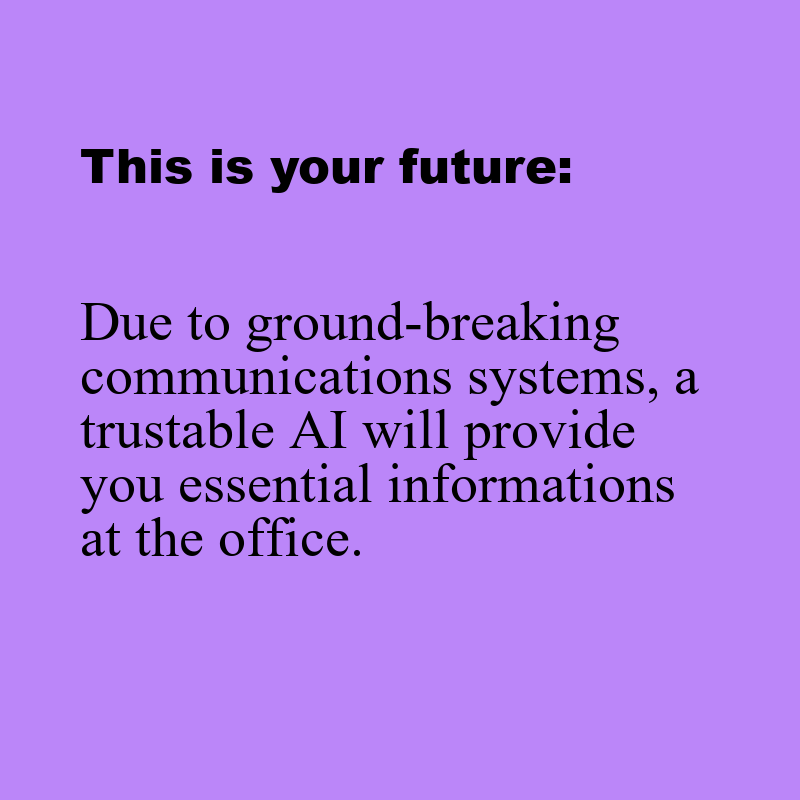 This is your future:
Due to ground-breaking
communications systems, a
trustable AI will provide
you essential informations
at the office.